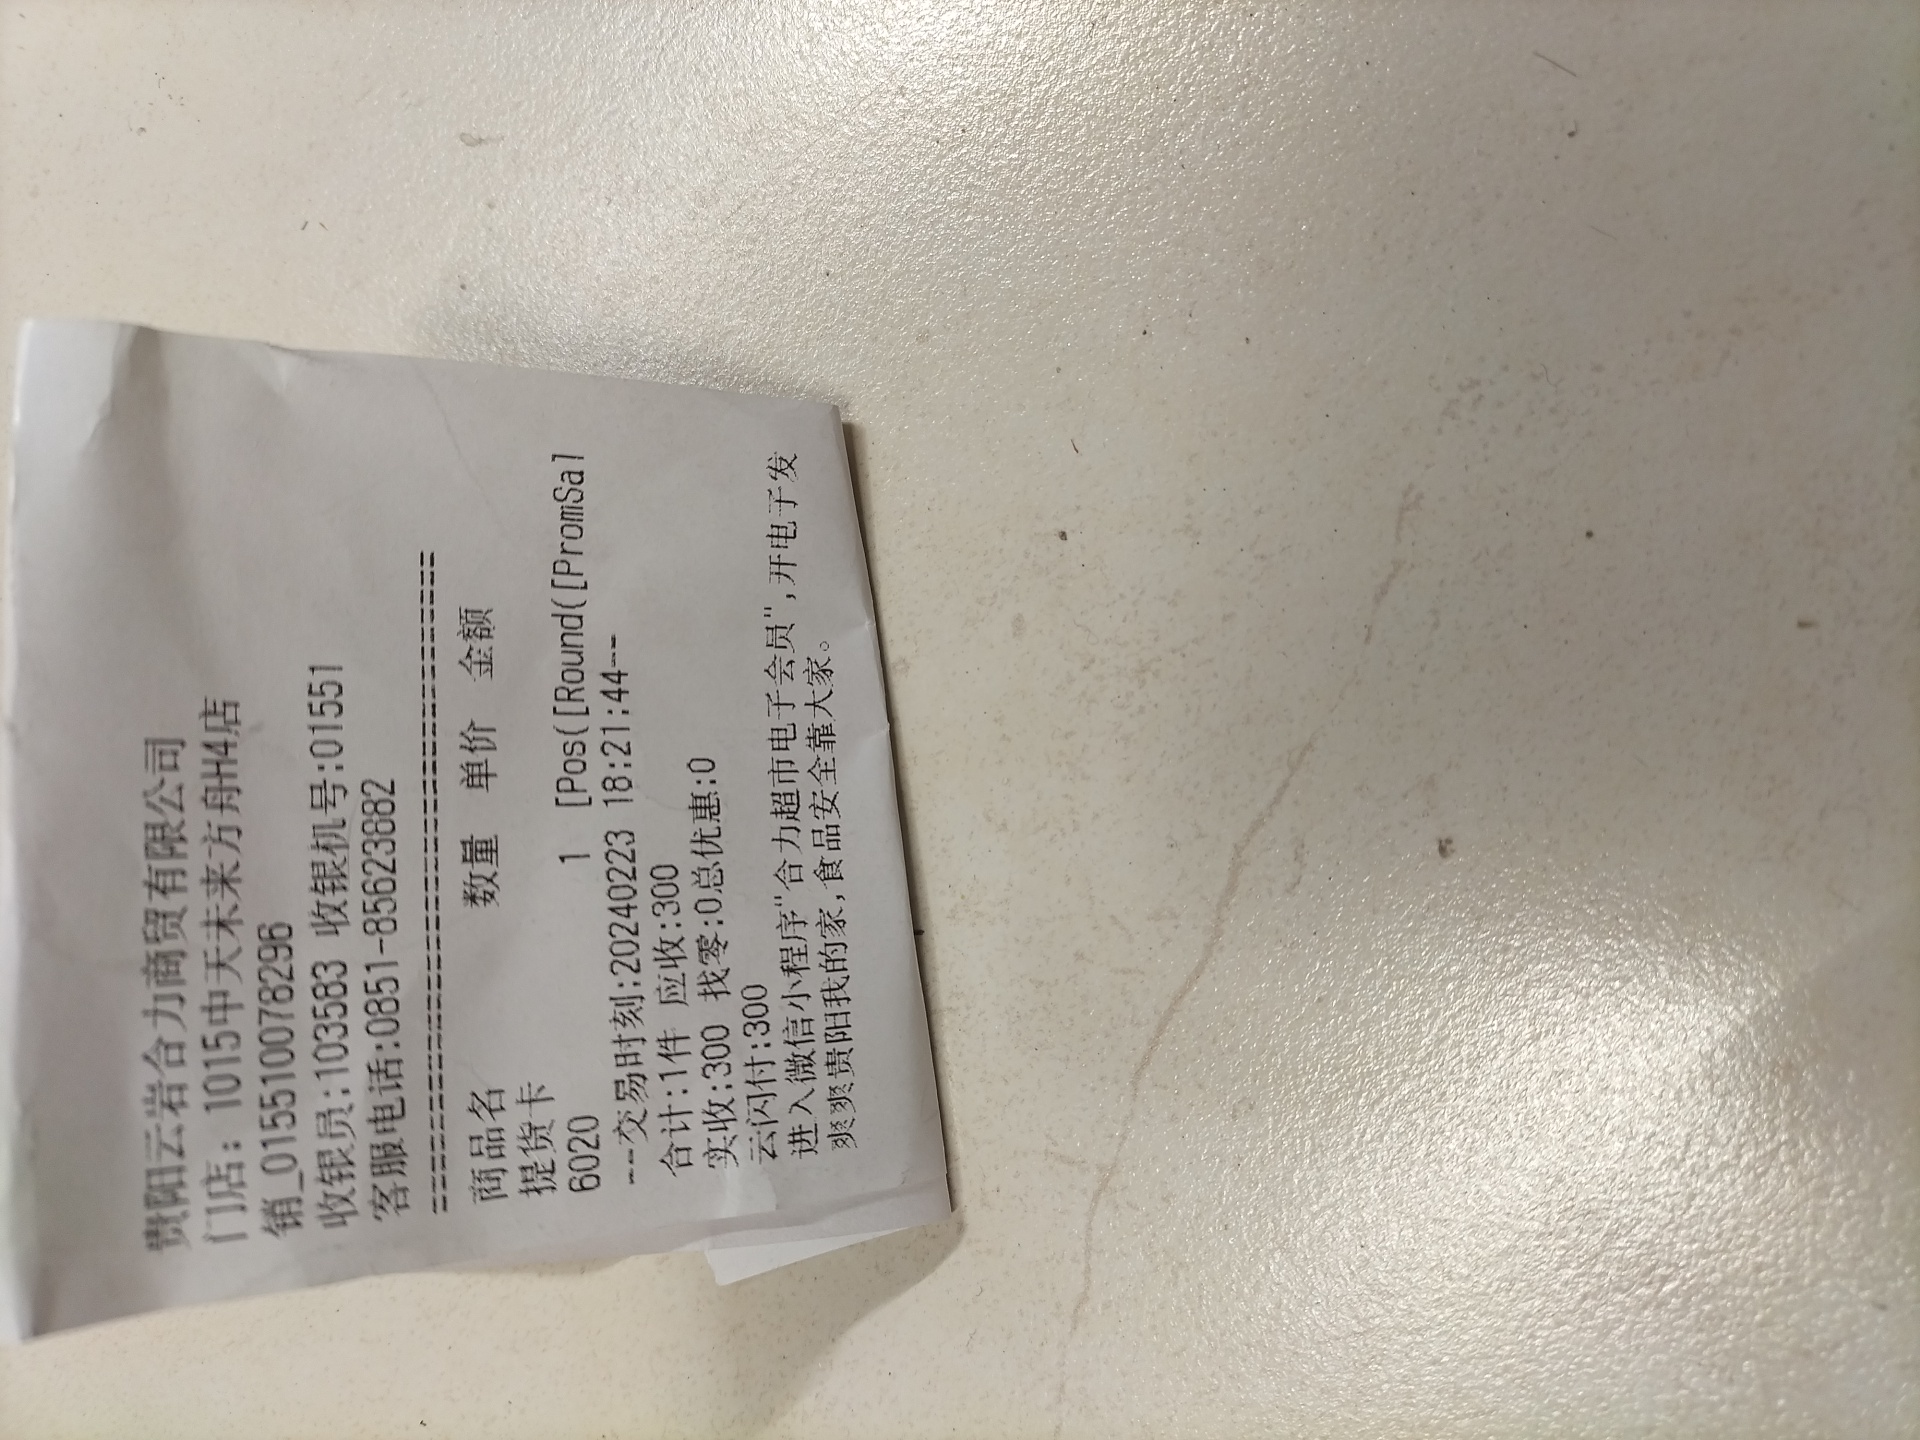 贵阳云岩合力商贸有限公司
门店: 1015中天未来方舟H4店
销_015510078296
收银员:103583 收银机号:01551
客服电话:0851-85623882
========================================
商品名 数量 单价 金额
提货卡
6020 1 [Pos([Round([PromSal
---交易时刻:20240223 18:21:44---
合计:1件 应收:300
实收:300 找零:0总优惠:0
云闪付:300
进入微信小程序"合力超市电子会员",开电子发
爽爽贵阳我的家,食品安全靠大家。